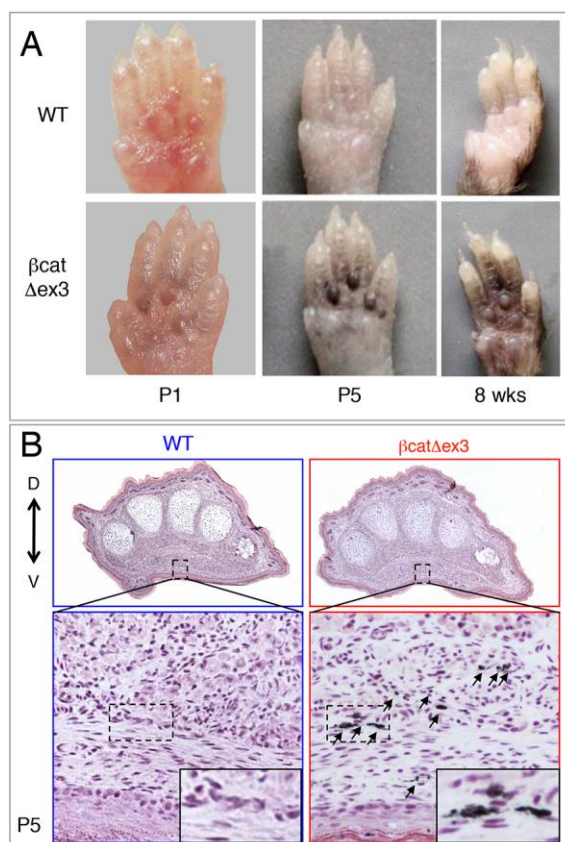 A
WT
βcat
Δex3
P1 P5 8 wks
B
WT βcatΔex3
D
V
P5